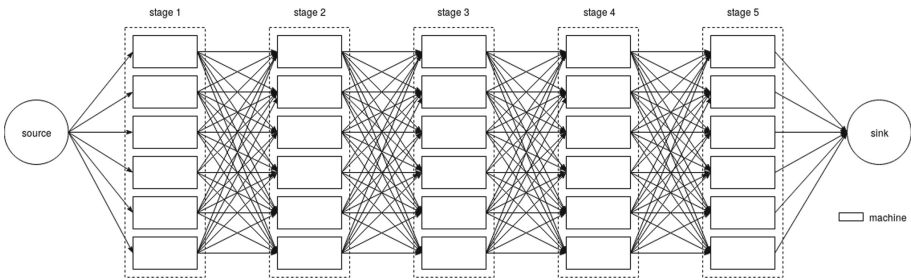 stage 1
stage 2
stage 3
stage 4
stage 5
source
sink
machine